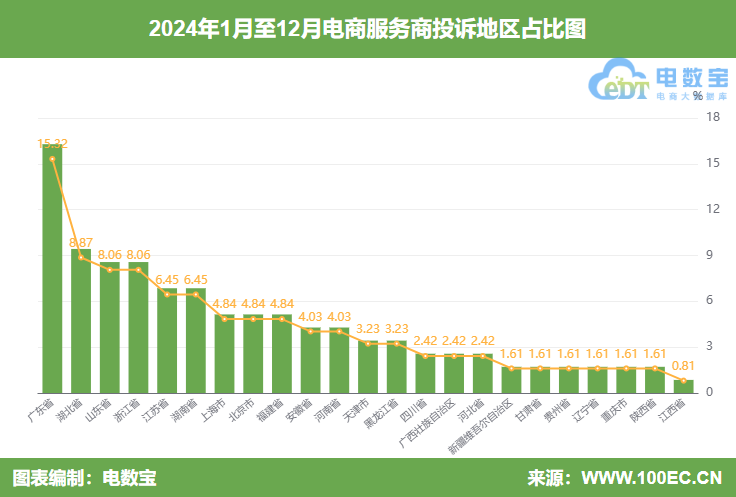 2024年1月至12月电商服务商投诉地区占比图
eDT 电数宝
电商大数据库
%
18
15
12
9
6
3
0
15.32
8.87
8.06
8.06
6.45
6.45
4.84
4.84
4.84
4.03
4.03
3.23
3.23
2.42
2.42
2.42
1.61
1.61
1.61
1.61
1.61
1.61
0.81
广东省
湖北省
山东省
浙江省
江苏省
湖南省
上海市
北京市
福建省
安徽省
河南省
天津市
黑龙江省
四川省
广西壮族自治区
河北省
新疆维吾尔自治区
甘肃省
贵州省
辽宁省
重庆市
陕西省
江西省
图表编制：电数宝
来源：WWW.100EC.CN